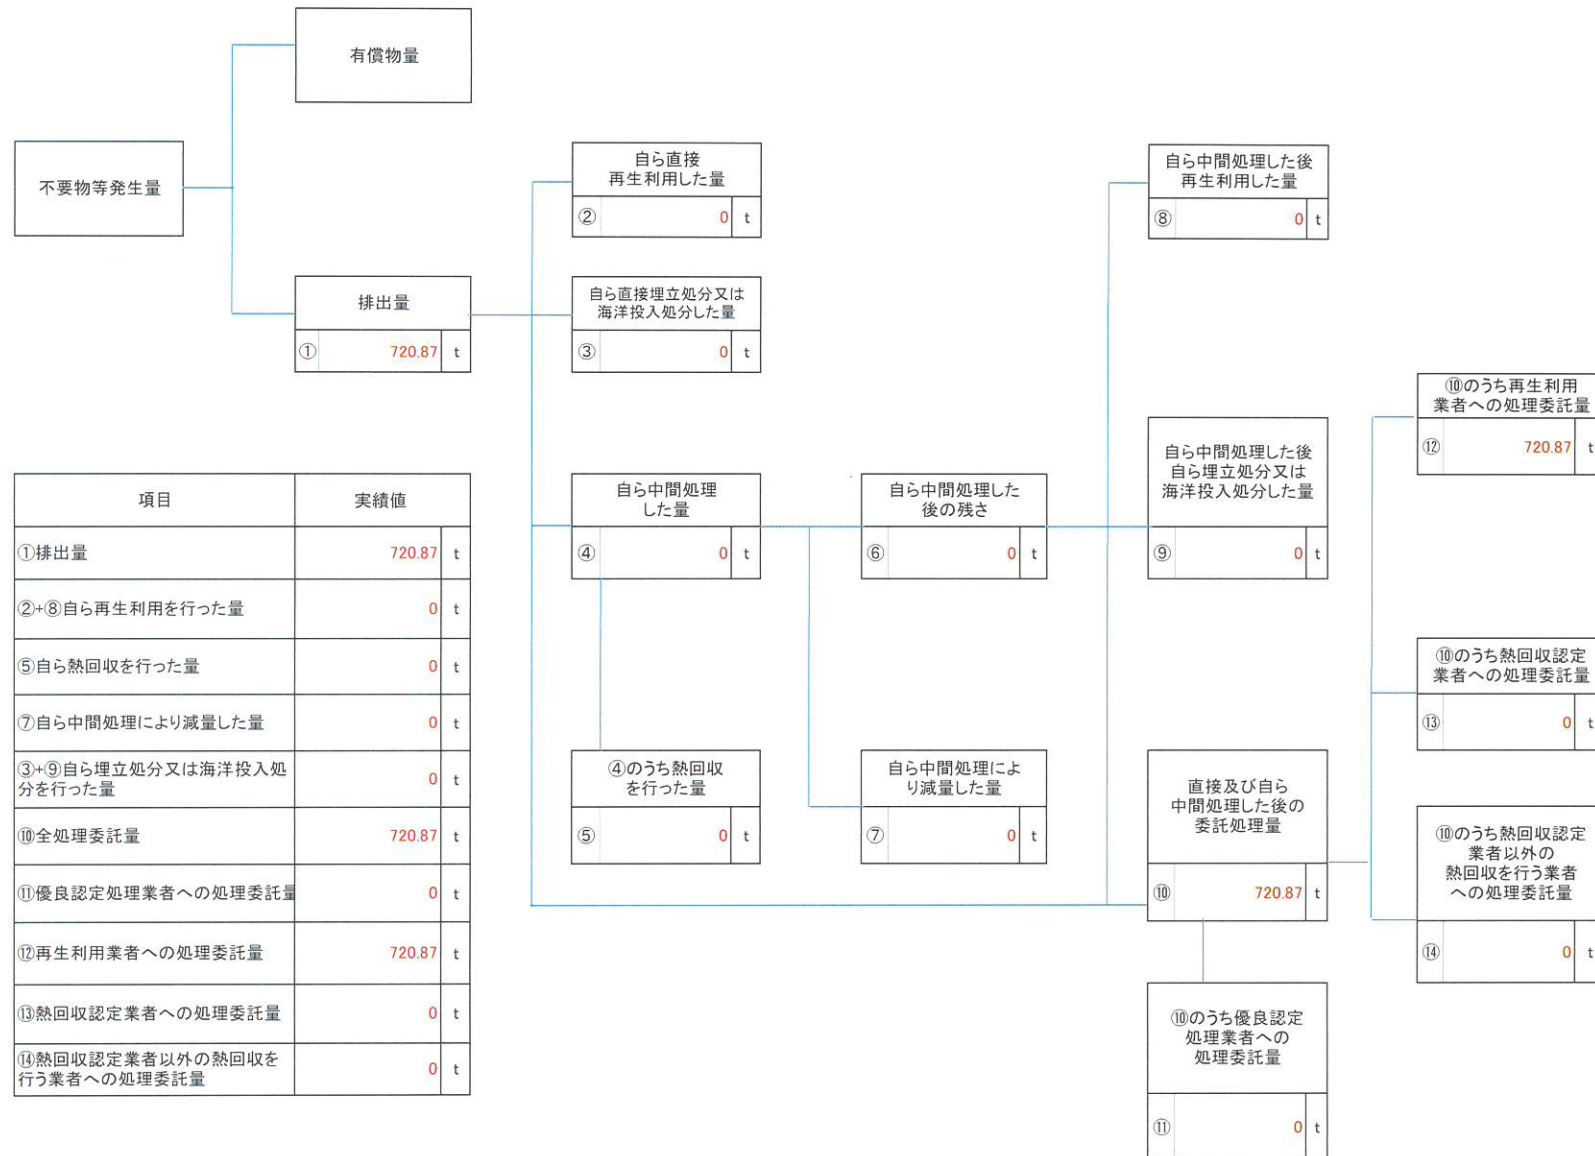 有償物量
不要物等発生量
排出量
① 720.87 t
自ら直接
再生利用した量
② 0 t
自ら直接埋立処分又は
海洋投入処分した量
③ 0 t
自ら中間処理
した量
④ 0 t
④のうち熱回収
を行った量
⑤ 0 t
自ら中間処理した
後の残さ
⑥ 0 t
自ら中間処理によ
り減量した量
⑦ 0 t
自ら中間処理した後
再生利用した量
⑧ 0 t
自ら中間処理した後
自ら埋立処分又は
海洋投入処分した量
⑨ 0 t
直接及び自ら
中間処理した後の
委託処理量
⑩ 720.87 t
⑩のうち優良認定
処理業者への
処理委託量
⑪ 0 t
⑩のうち再生利用
業者への処理委託量
⑫ 720.87 t
⑩のうち熱回収認定
業者への処理委託量
⑬ 0 t
⑩のうち熱回収認定
業者以外の
熱回収を行う業者
への処理委託量
⑭ 0 t
項目 実績値
①排出量 720.87 t
②+⑧自ら再生利用を行った量 0 t
⑤自ら熱回収を行った量 0 t
⑦自ら中間処理により減量した量 0 t
③+⑨自ら埋立処分又は海洋投入処
分を行った量 0 t
⑩全処理委託量 720.87 t
⑪優良認定処理業者への処理委託量 0 t
⑫再生利用業者への処理委託量 720.87 t
⑬熱回収認定業者への処理委託量 0 t
⑭熱回収認定業者以外の熱回収を
行う業者への処理委託量 0 t